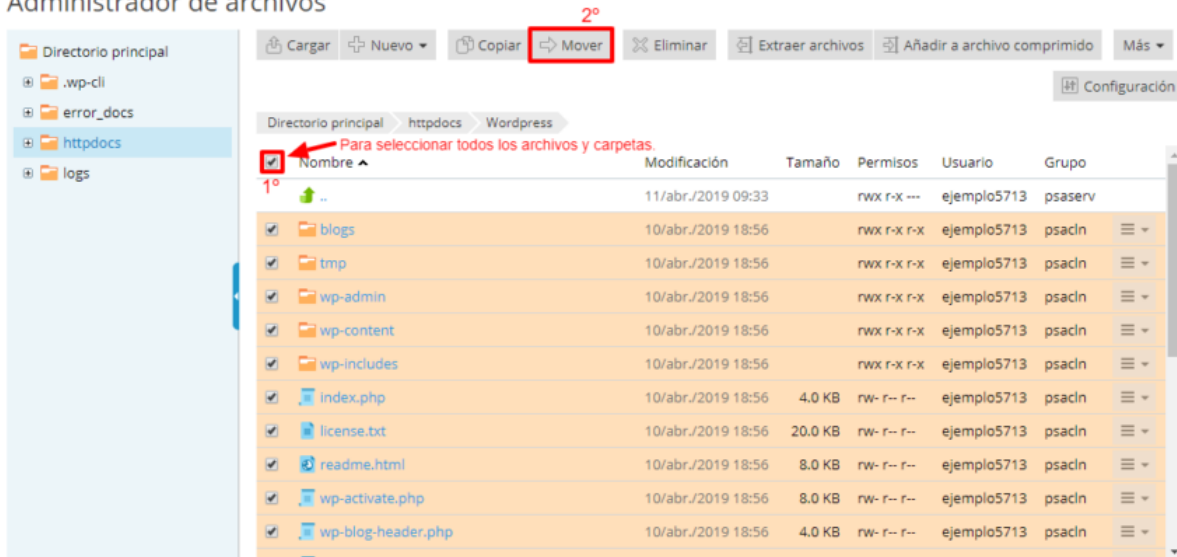 Administrador de archivos
2º
Directorio principal
.wp-cli
error_docs
httpdocs
logs
Cargar Nuevo Copiar Mover Eliminar Extraer archivos Añadir a archivo comprimido Más
Configuración
Directorio principal httpdocs Wordpress
Para seleccionar todos los archivos y carpetas.
Nombre Modificación Tamaño Permisos Usuario Grupo
1º
.. 11/abr./2019 09:33 rwx r-x --- ejemplo5713 psaserv
blogs 10/abr./2019 18:56 rwx r-x r-x ejemplo5713 psacln
tmp 10/abr./2019 18:56 rwx r-x r-x ejemplo5713 psacln
wp-admin 10/abr./2019 18:56 rwx r-x r-x ejemplo5713 psacln
wp-content 10/abr./2019 18:56 rwx r-x r-x ejemplo5713 psacln
wp-includes 10/abr./2019 18:56 rwx r-x r-x ejemplo5713 psacln
index.php 10/abr./2019 18:56 4.0 KB rw- r-- r-- ejemplo5713 psacln
license.txt 10/abr./2019 18:56 20.0 KB rw- r-- r-- ejemplo5713 psacln
readme.html 10/abr./2019 18:56 8.0 KB rw- r-- r-- ejemplo5713 psacln
wp-activate.php 10/abr./2019 18:56 8.0 KB rw- r-- r-- ejemplo5713 psacln
wp-blog-header.php 10/abr./2019 18:56 4.0 KB rw- r-- r-- ejemplo5713 psacln